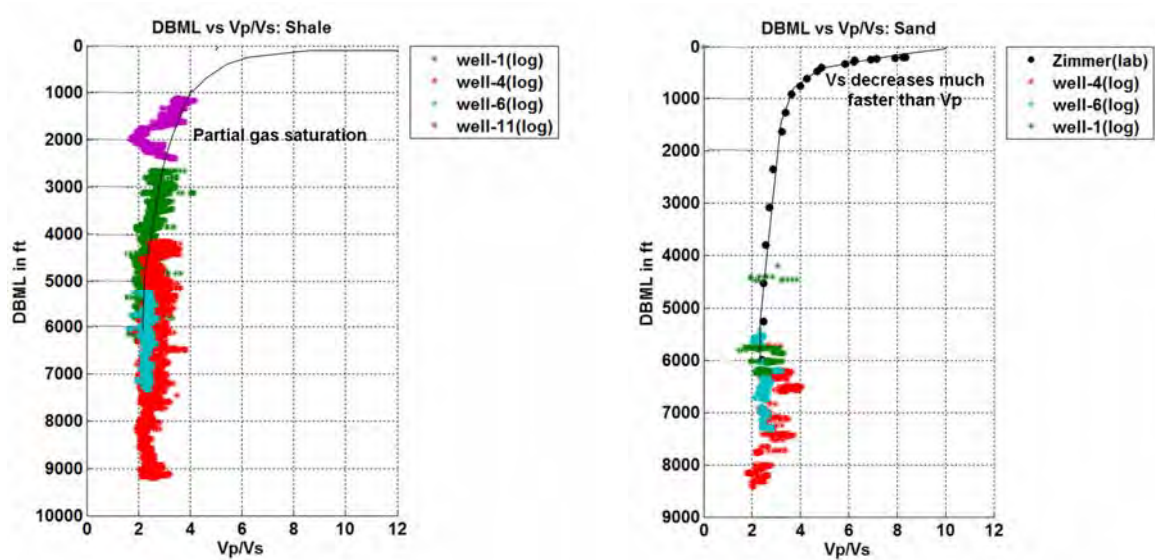 DBML vs Vp/Vs: Shale
0
1000
2000
3000
4000
5000
6000
7000
8000
9000
10000
DBML in ft
Partial gas saturation
0 2 4 6 8 10 12
Vp/Vs
well-1(log)
well-4(log)
well-6(log)
well-11(log)
DBML vs Vp/Vs: Sand
0
1000
2000
3000
4000
5000
6000
7000
8000
9000
DBML in ft
Vs decreases much
faster than Vp
0 2 4 6 8 10 12
Vp/Vs
Zimmer(lab)
well-4(log)
well-6(log)
well-1(log)